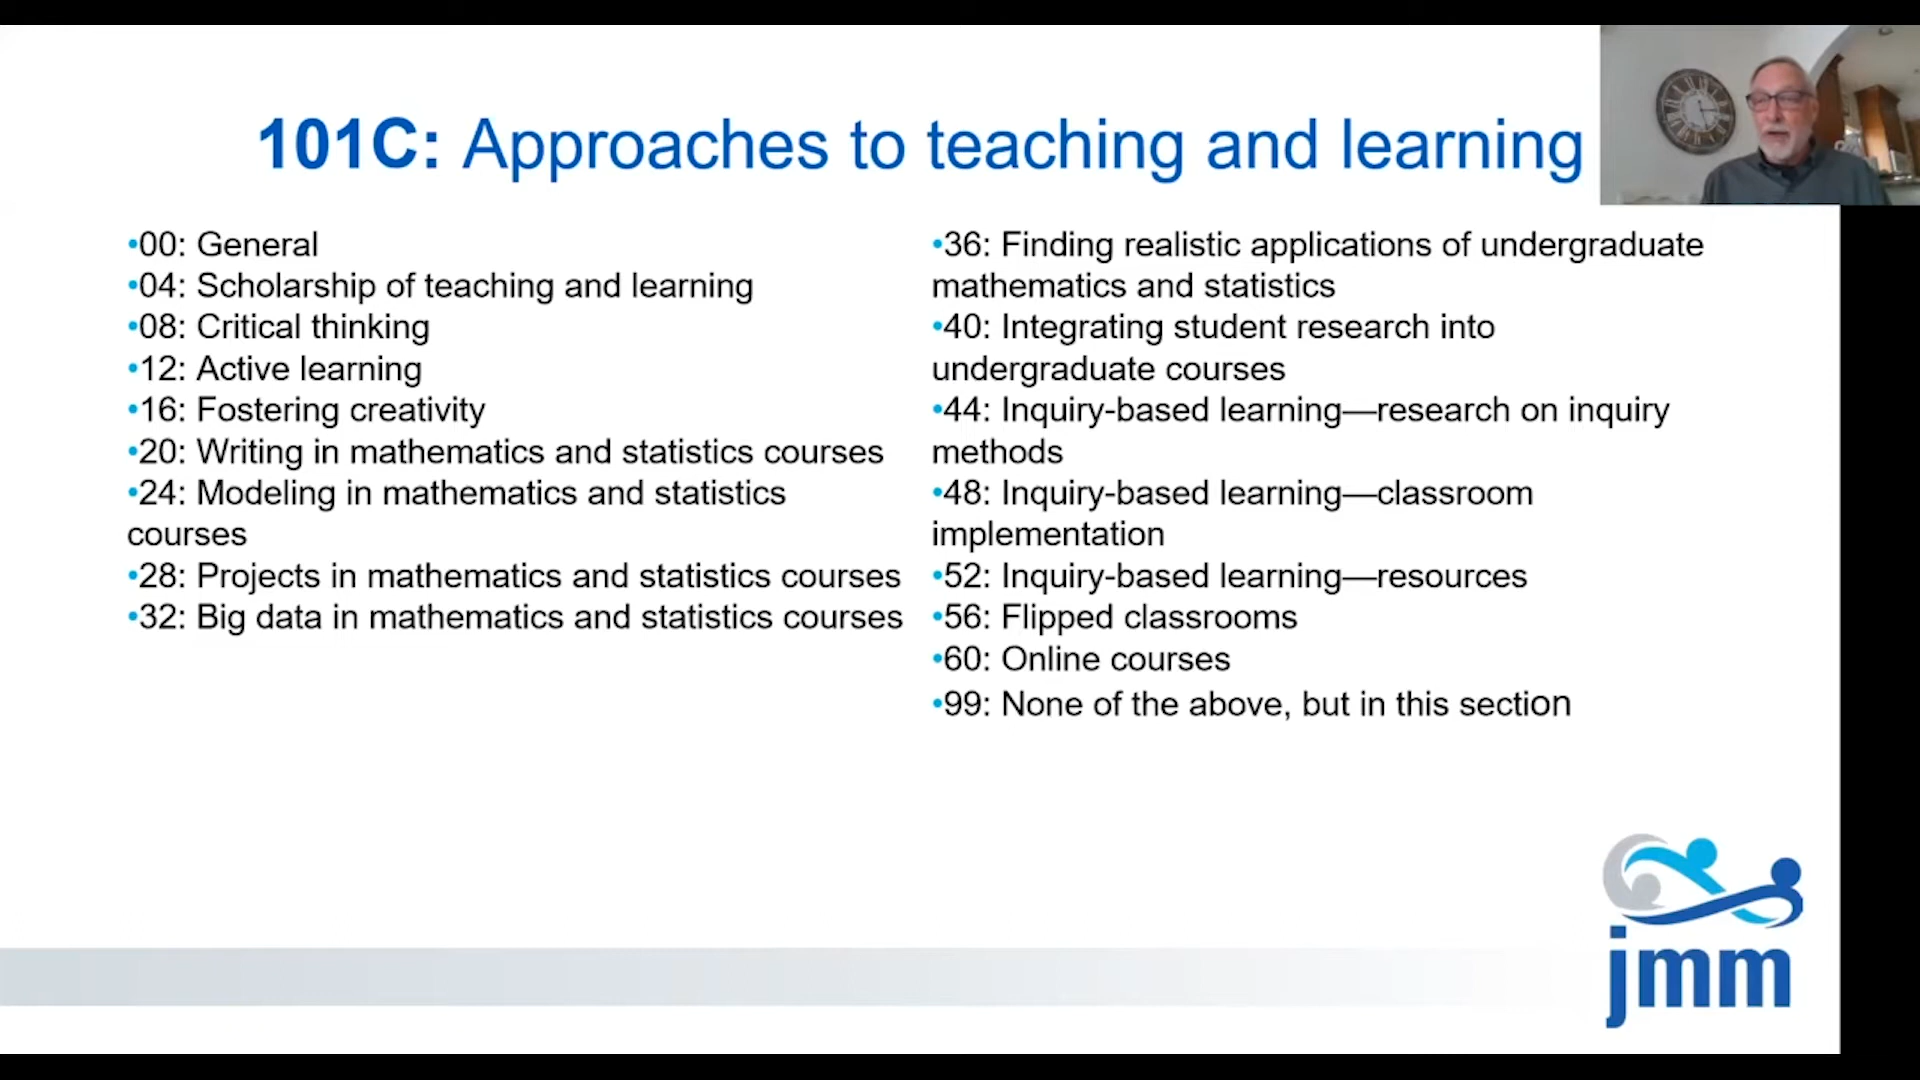 101C: Approaches to teaching and learning
•00: General
•04: Scholarship of teaching and learning
•08: Critical thinking
•12: Active learning
•16: Fostering creativity
•20: Writing in mathematics and statistics courses
•24: Modeling in mathematics and statistics
courses
•28: Projects in mathematics and statistics courses
•32: Big data in mathematics and statistics courses
•36: Finding realistic applications of undergraduate
mathematics and statistics
•40: Integrating student research into
undergraduate courses
•44: Inquiry-based learning—research on inquiry
methods
•48: Inquiry-based learning—classroom
implementation
•52: Inquiry-based learning—resources
•56: Flipped classrooms
•60: Online courses
•99: None of the above, but in this section
jmm